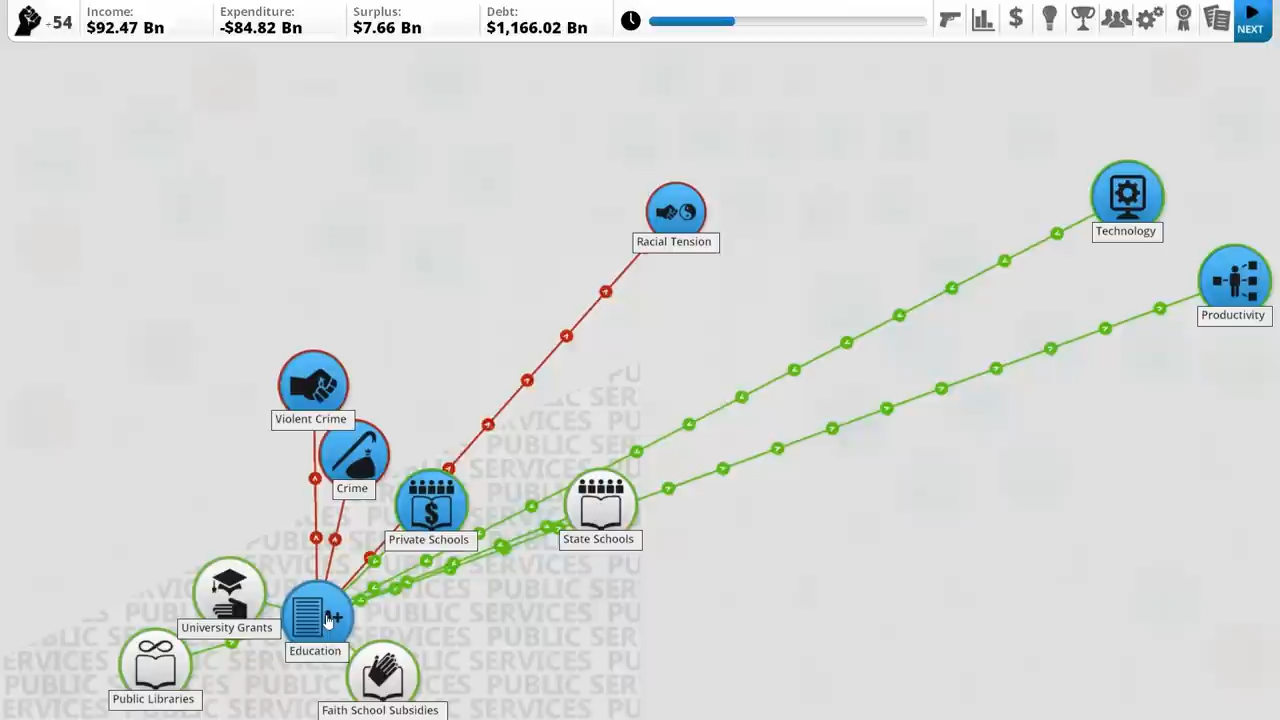 +54
Income:
$92.47 Bn
Expenditure:
-$84.82 Bn
Surplus:
$7.66 Bn
Debt:
$1,166.02 Bn
NEXT
Technology
Racial Tension
Productivity
Violent Crime
Crime
Private Schools
State Schools
University Grants
Education
Public Libraries
Faith School Subsidies
A+
$
PUBLIC SERVICES